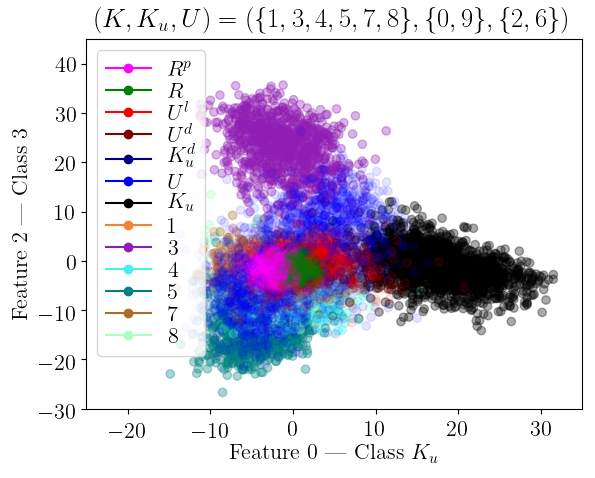 (K, K_u, U) = ({1, 3, 4, 5, 7, 8}, {0, 9}, {2, 6})
Feature 2 — Class 3
40
30
20
10
0
−10
−20
−30
R^p
R
U^l
U^d
K_u^d
U
K_u
1
3
4
5
7
8
−20 −10 0 10 20 30
Feature 0 — Class K_u